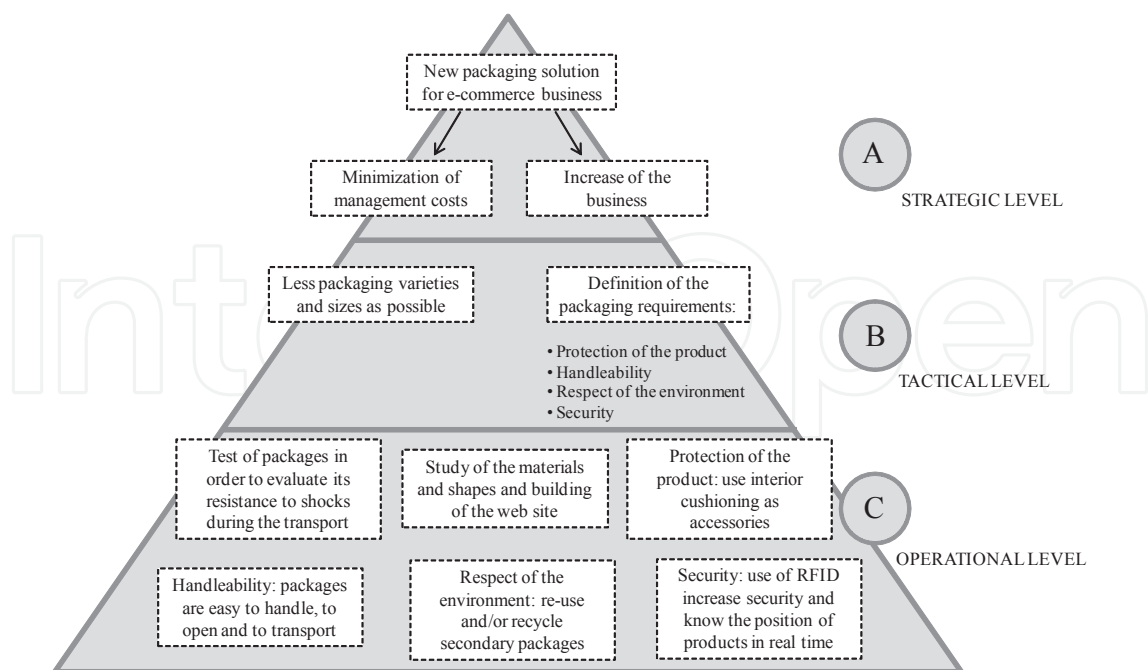 New packaging solution
for e-commerce business
Minimization of
management costs
Increase of the
business
A
STRATEGIC LEVEL
Less packaging varieties
and sizes as possible
Definition of the
packaging requirements:
• Protection of the product
• Handleability
• Respect of the environment
• Security
B
TACTICAL LEVEL
Test of packages in
order to evaluate its
resistance to shocks
during the transport
Study of the materials
and shapes and building
of the web site
Protection of the
product: use interior
cushioning as
accessories
C
OPERATIONAL LEVEL
Handleability: packages
are easy to handle, to
open and to transport
Respect of the
environment: re-use
and/or recycle
secondary packages
Security: use of RFID
increase security and
know the position of
products in real time